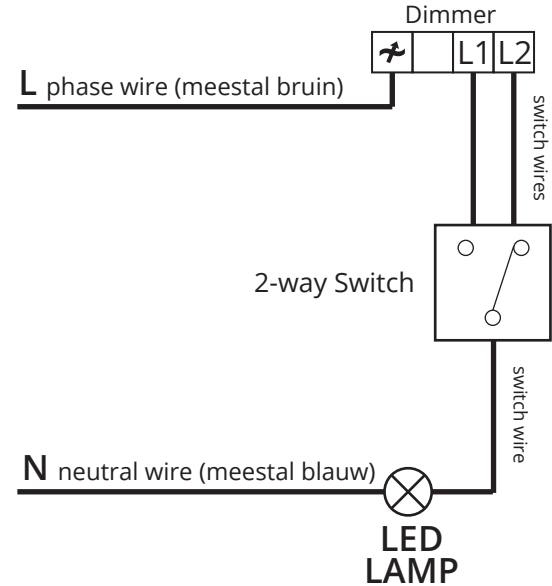 Dimmer
L1 L2
L phase wire (meestal bruin)
switch wires
2-way Switch
switch wire
N neutral wire (meestal blauw)
LED
LAMP